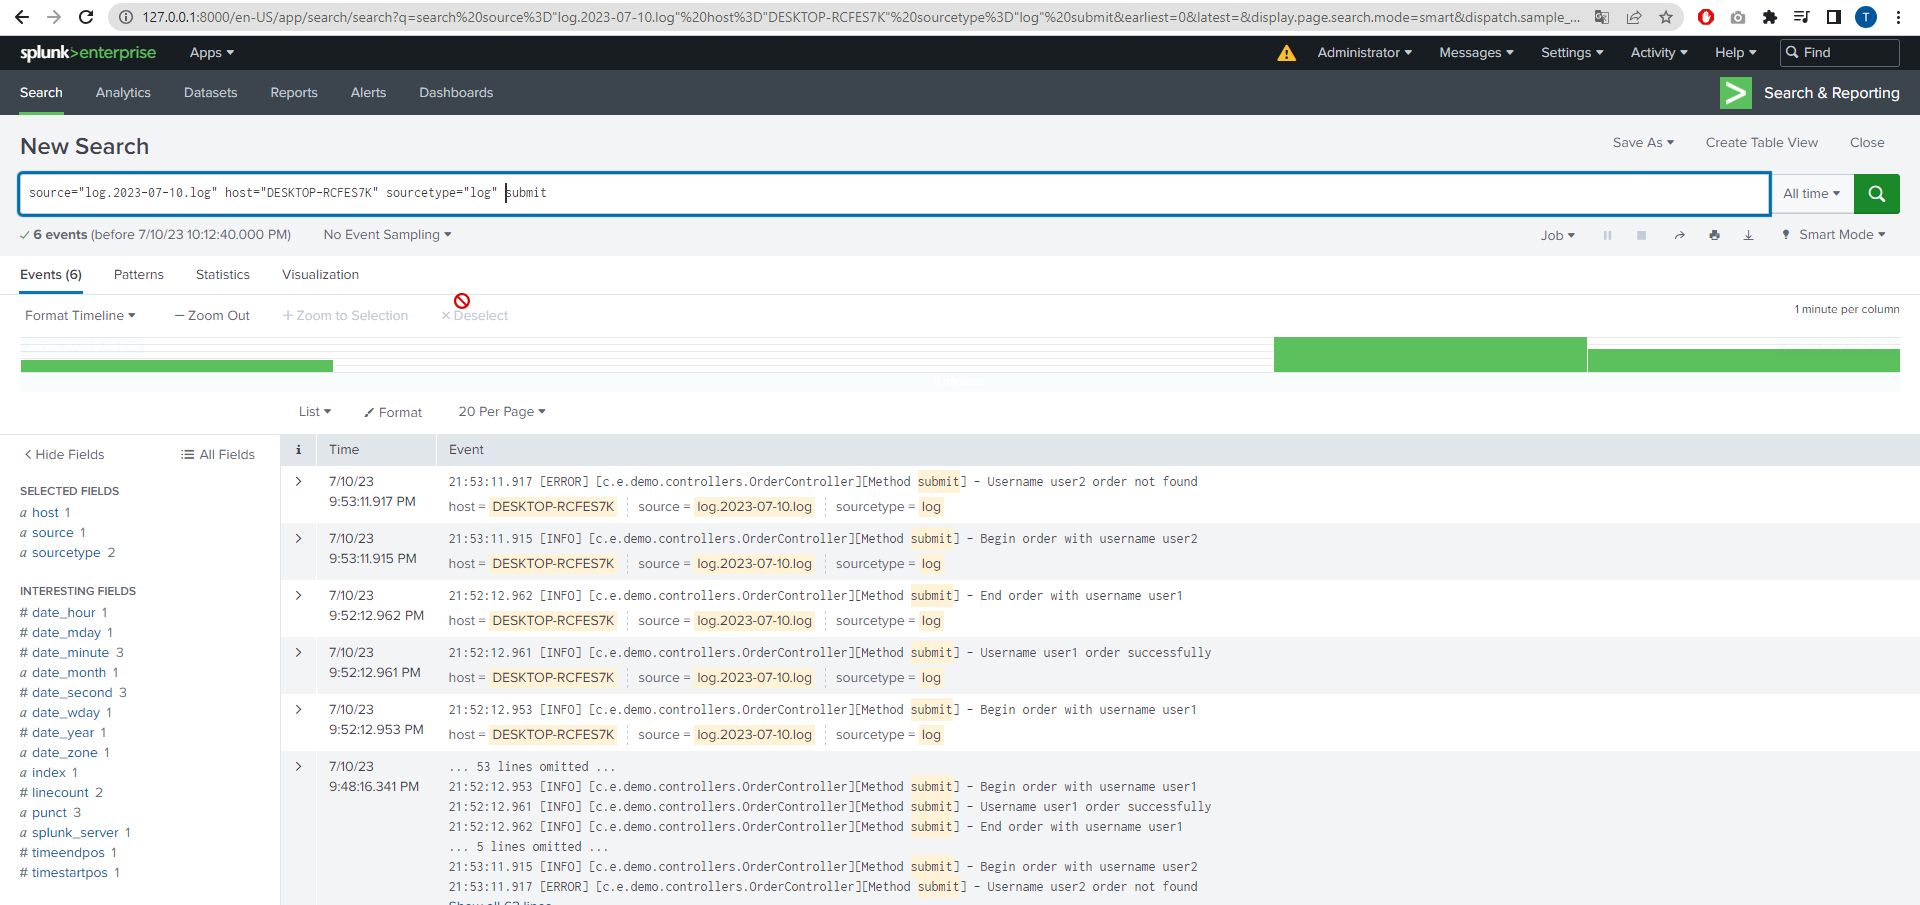 127.0.0.1:8000/en-US/app/search/search?q=search%20source%3D"log.2023-07-10.log"%20host%3D"DESKTOP-RCFES7K"%20sourcetype%3D"log"%20submit&earliest=0&latest=&display.page.search.mode=smart&dispatch.sample_... T
splunk>enterprise Apps Administrator Messages Settings Activity Help Find
Search Analytics Datasets Reports Alerts Dashboards > Search & Reporting
New Search Save As Create Table View Close
source="log.2023-07-10.log" host="DESKTOP-RCFES7K" sourcetype="log" submit All time
6 events (before 7/10/23 10:12:40.000 PM) No Event Sampling Job Smart Mode
Events (6) Patterns Statistics Visualization
Format Timeline — Zoom Out + Zoom to Selection × Deselect 1 minute per column
List Format 20 Per Page
< Hide Fields All Fields
SELECTED FIELDS
a host 1
a source 1
a sourcetype 2
INTERESTING FIELDS
# date_hour 1
# date_mday 1
# date_minute 3
a date_month 1
# date_second 3
a date_wday 1
# date_year 1
a date_zone 1
a index 1
# linecount 2
a punct 3
a splunk_server 1
# timeendpos 1
# timestartpos 1
i Time Event
> 7/10/23 21:53:11.917 [ERROR] [c.e.demo.controllers.OrderController][Method submit] - Username user2 order not found
9:53:11.917 PM host = DESKTOP-RCFES7K source = log.2023-07-10.log sourcetype = log
> 7/10/23 21:53:11.915 [INFO] [c.e.demo.controllers.OrderController][Method submit] - Begin order with username user2
9:53:11.915 PM host = DESKTOP-RCFES7K source = log.2023-07-10.log sourcetype = log
> 7/10/23 21:52:12.962 [INFO] [c.e.demo.controllers.OrderController][Method submit] - End order with username user1
9:52:12.962 PM host = DESKTOP-RCFES7K source = log.2023-07-10.log sourcetype = log
> 7/10/23 21:52:12.961 [INFO] [c.e.demo.controllers.OrderController][Method submit] - Username user1 order successfully
9:52:12.961 PM host = DESKTOP-RCFES7K source = log.2023-07-10.log sourcetype = log
> 7/10/23 21:52:12.953 [INFO] [c.e.demo.controllers.OrderController][Method submit] - Begin order with username user1
9:52:12.953 PM host = DESKTOP-RCFES7K source = log.2023-07-10.log sourcetype = log
> 7/10/23 ... 53 lines omitted ...
9:48:16.341 PM 21:52:12.953 [INFO] [c.e.demo.controllers.OrderController][Method submit] - Begin order with username user1
21:52:12.961 [INFO] [c.e.demo.controllers.OrderController][Method submit] - Username user1 order successfully
21:52:12.962 [INFO] [c.e.demo.controllers.OrderController][Method submit] - End order with username user1
... 5 lines omitted ...
21:53:11.915 [INFO] [c.e.demo.controllers.OrderController][Method submit] - Begin order with username user2
21:53:11.917 [ERROR] [c.e.demo.controllers.OrderController][Method submit] - Username user2 order not found